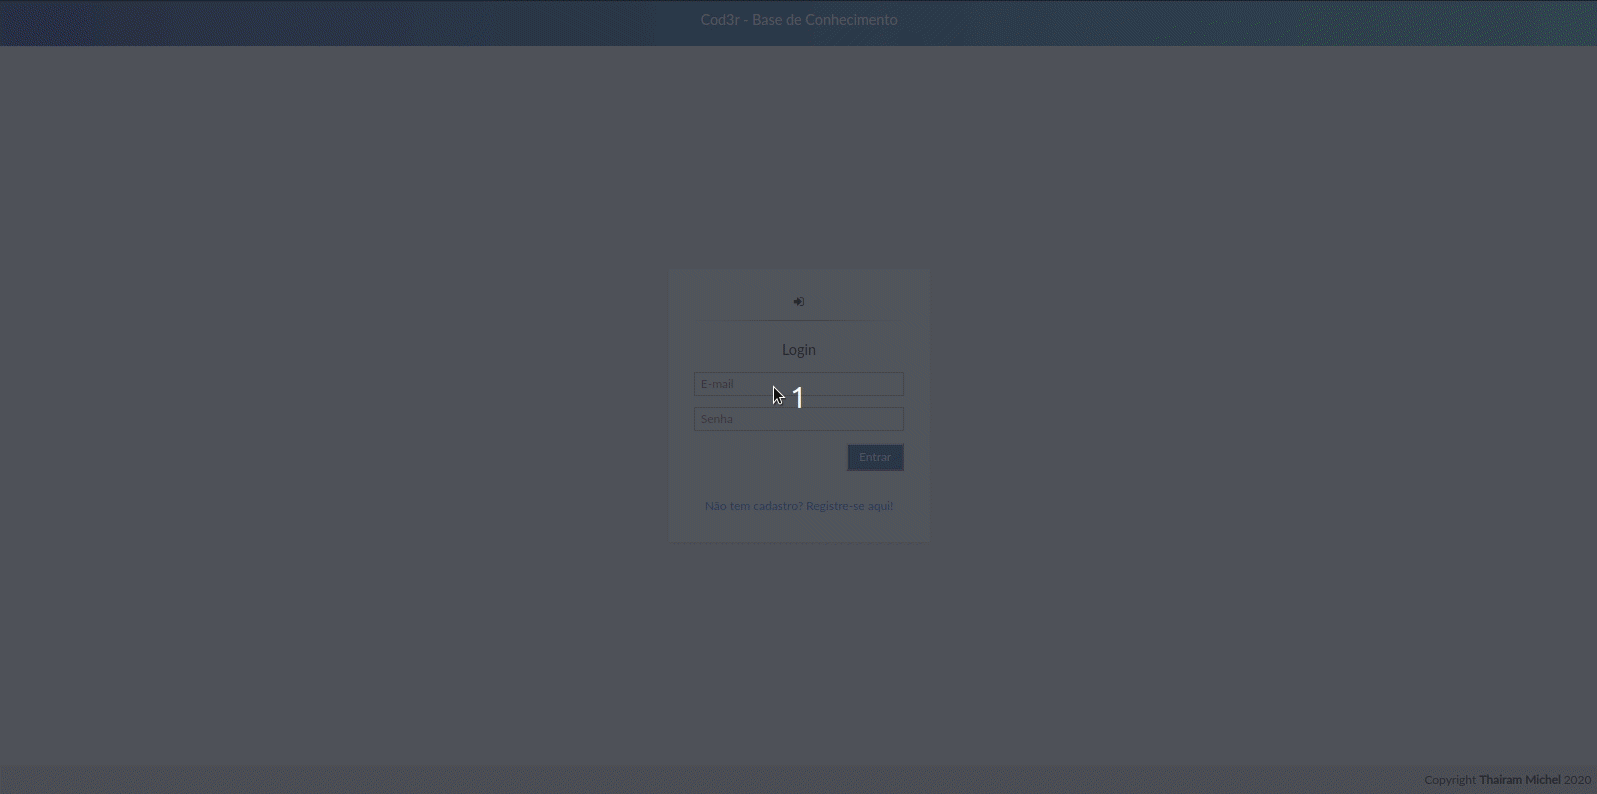 Cod3r - Base de Conhecimento
Login
E-mail
1
Senha
Entrar
Não tem cadastro? Registre-se aqui!
Copyright Thairam Michel 2020